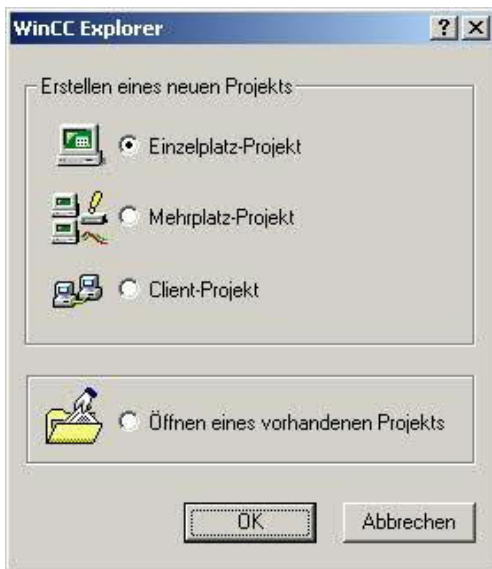 WinCC Explorer
Erstellen eines neuen Projekts
Einzelplatz-Projekt
Mehrplatz-Projekt
Client-Projekt
Öffnen eines vorhandenen Projekts
OK
Abbrechen